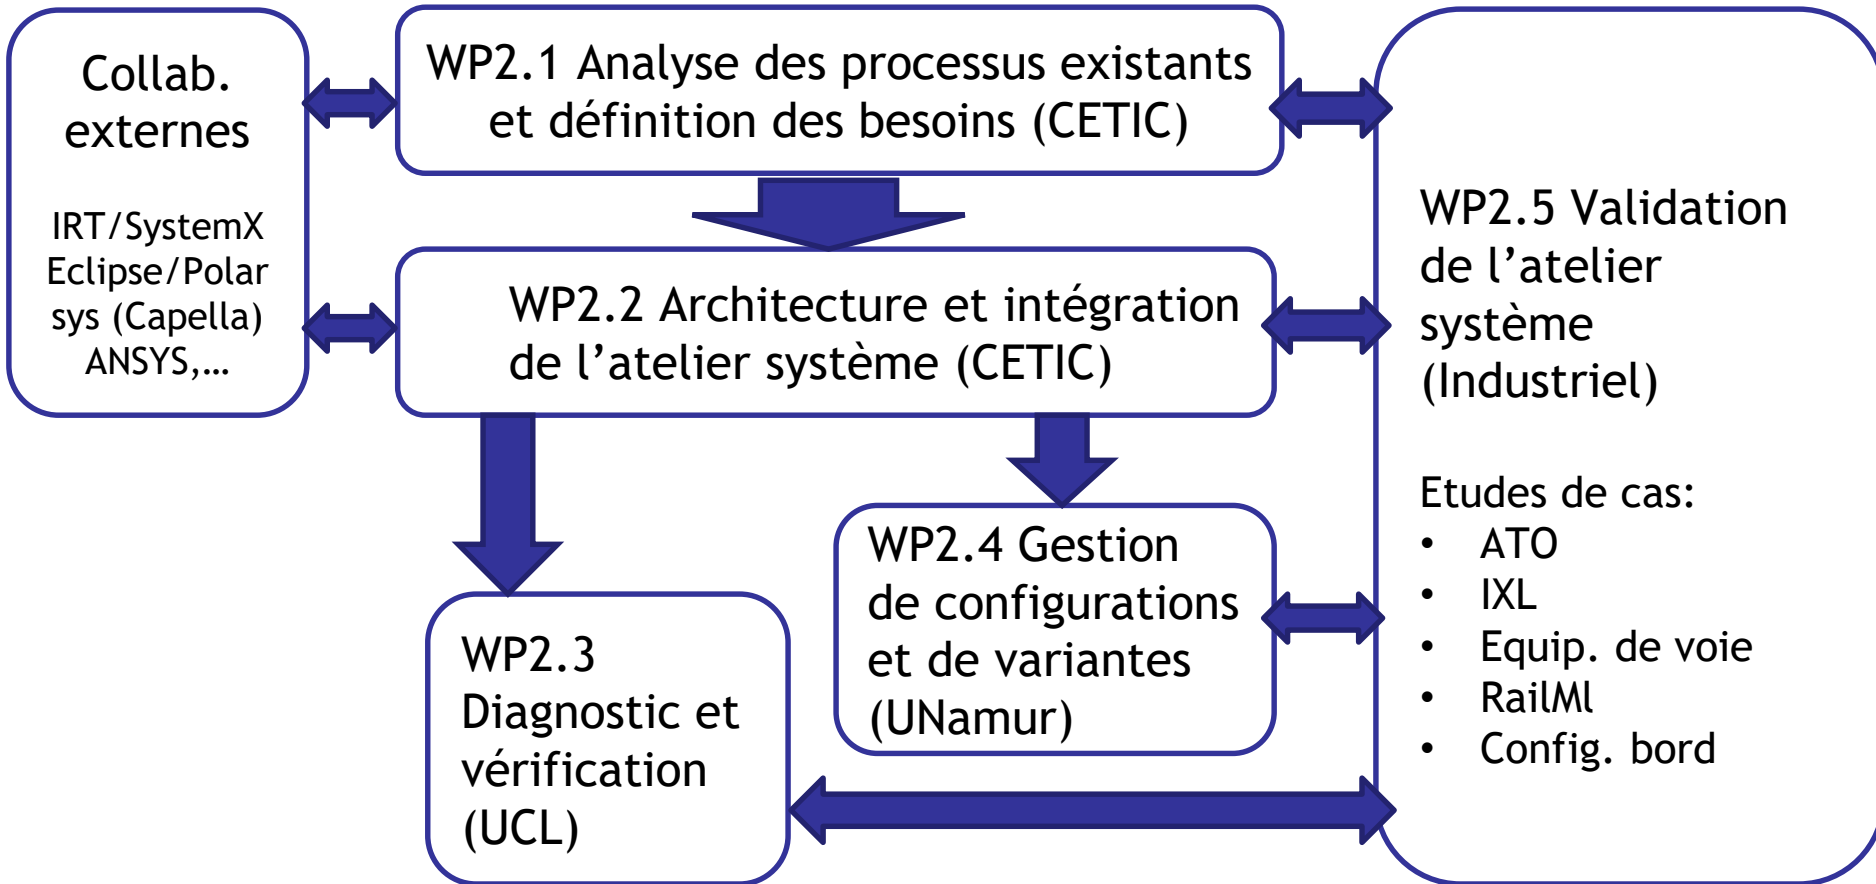 Collab.
externes
IRT/SystemX
Eclipse/Polar
sys (Capella)
ANSYS,…
WP2.1 Analyse des processus existants
et définition des besoins (CETIC)
WP2.2 Architecture et intégration
de l’atelier système (CETIC)
WP2.3
Diagnostic et
vérification
(UCL)
WP2.4 Gestion
de configurations
et de variantes
(UNamur)
WP2.5 Validation
de l’atelier
système
(Industriel)
Etudes de cas:
• ATO
• IXL
• Equip. de voie
• RailMl
• Config. bord